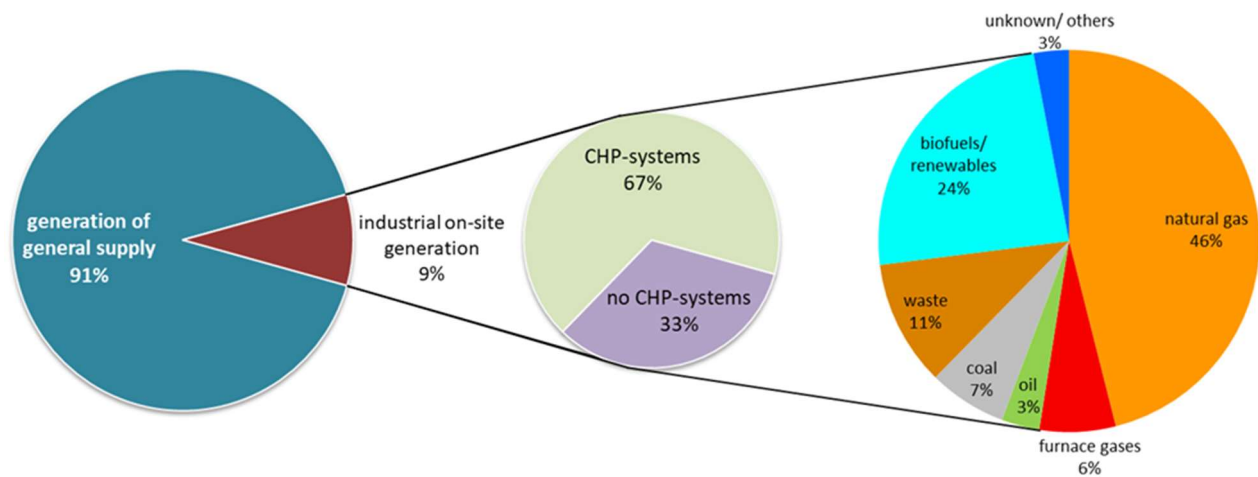 generation of
general supply
91%
industrial on-site
generation
9%
CHP-systems
67%
no CHP-systems
33%
unknown/ others
3%
biofuels/
renewables
24%
natural gas
46%
waste
11%
coal
7%
oil
3%
furnace gases
6%